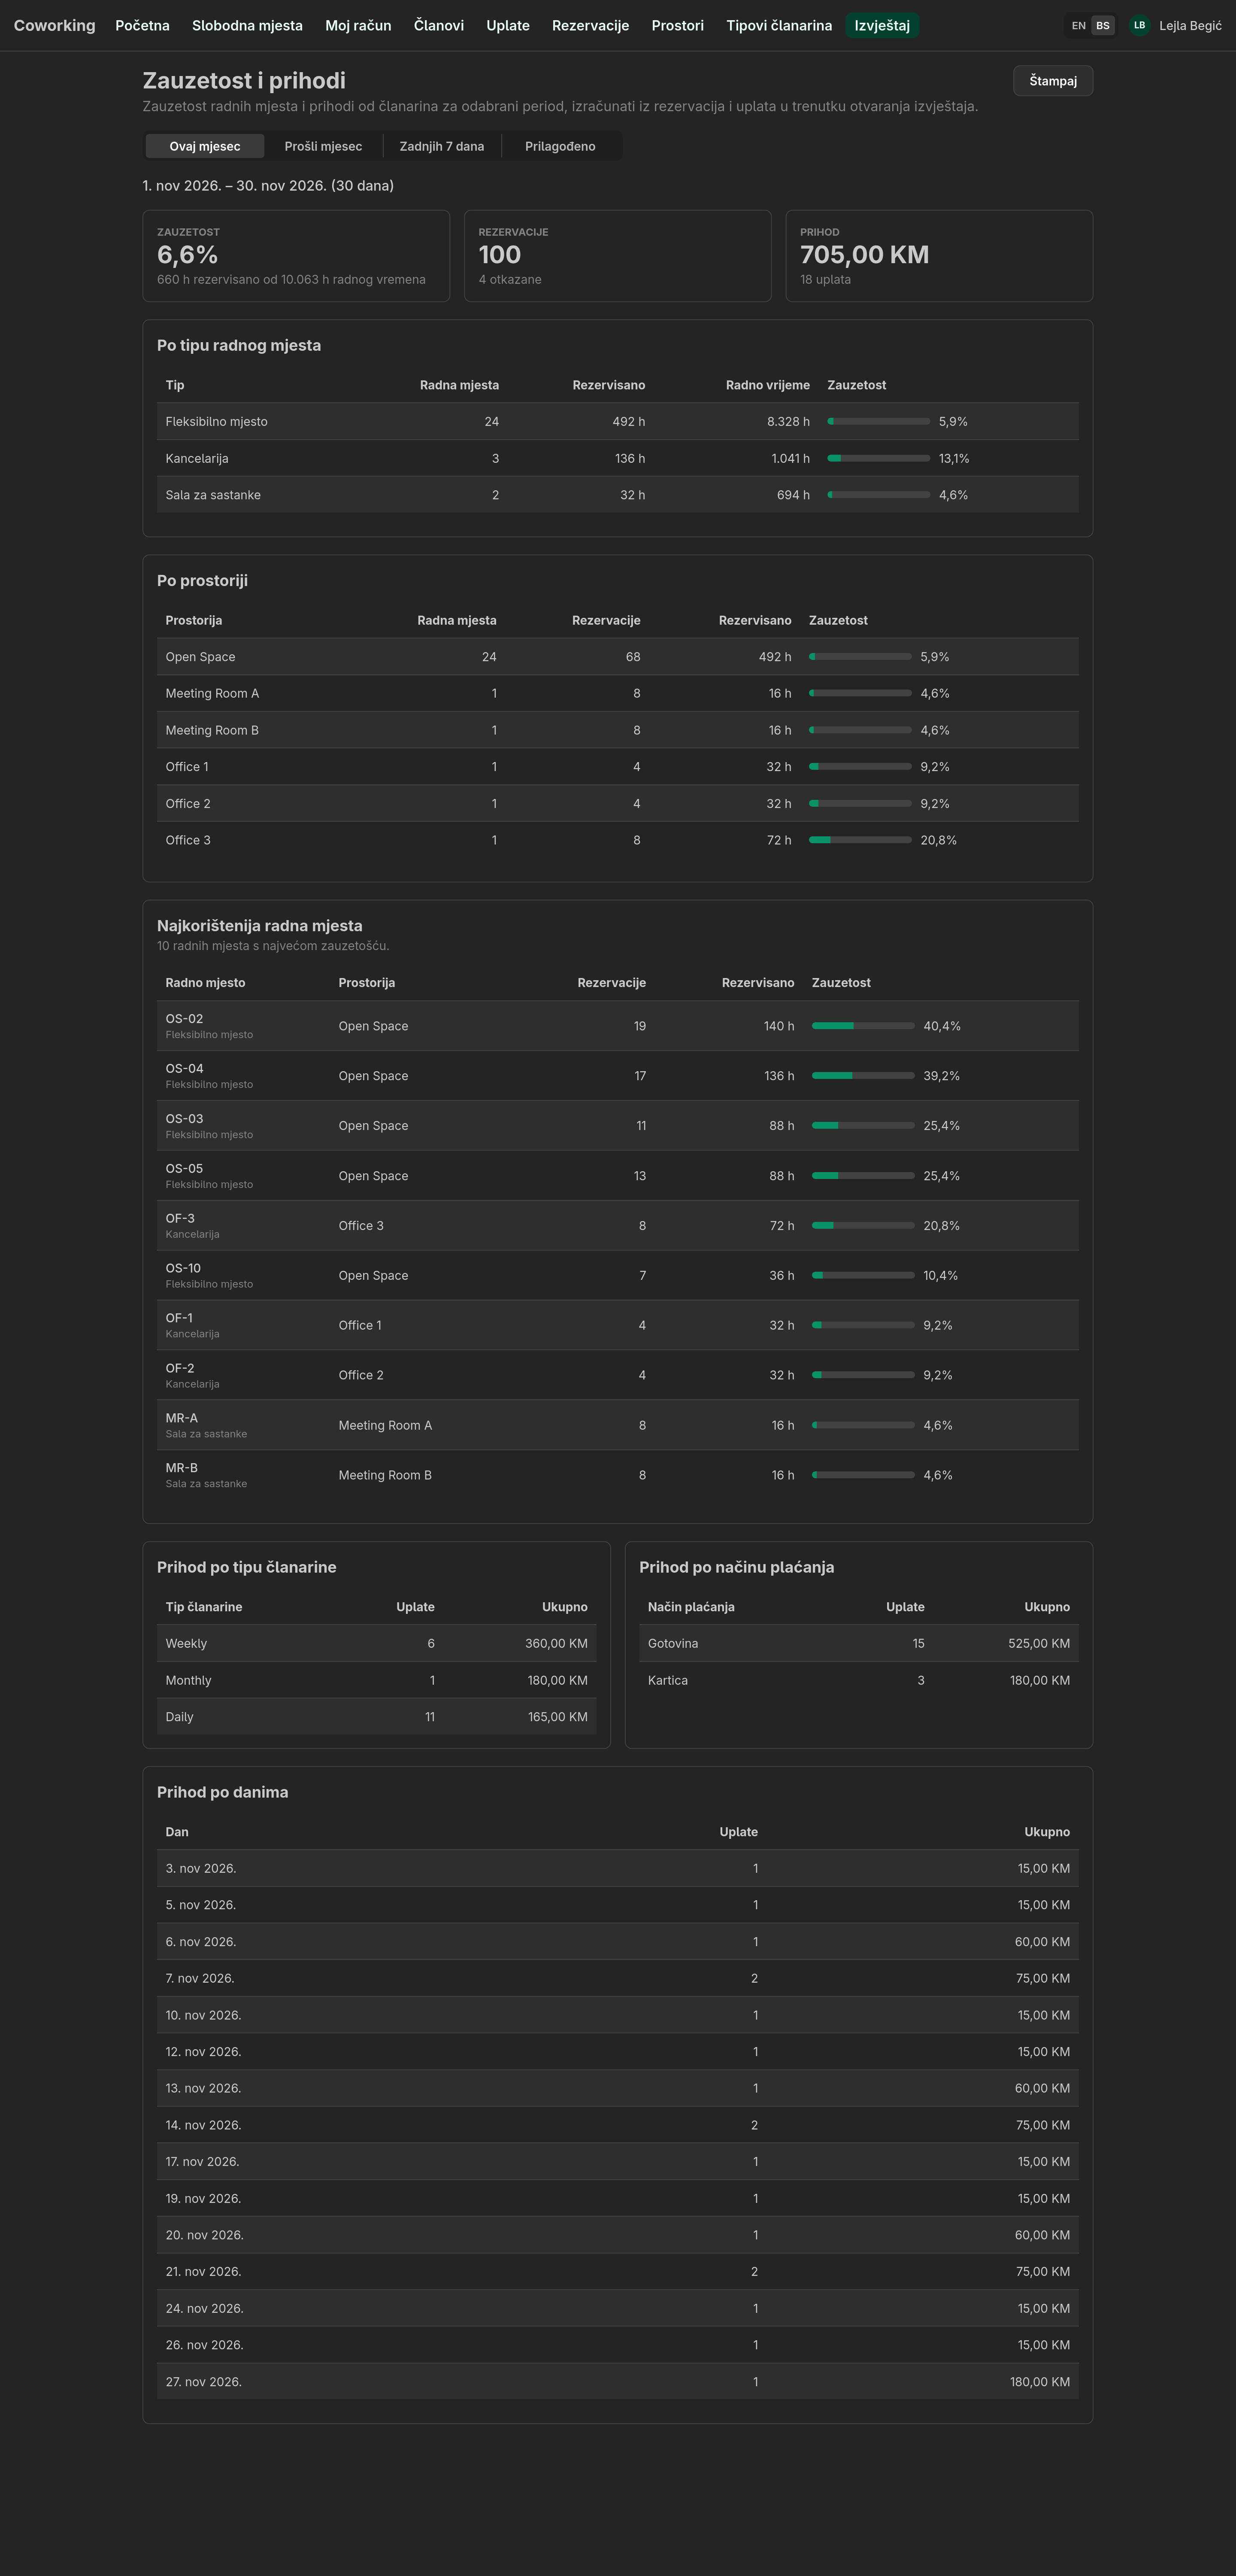 Coworking Početna Slobodna mjesta Moj račun Članovi Uplate Rezervacije Prostori Tipovi članarina Izvještaj EN BS LB Lejla Begić
Zauzetost i prihodi Štampaj
Zauzetost radnih mjesta i prihodi od članarina za odabrani period, izračunati iz rezervacija i uplata u trenutku otvaranja izvještaja.
Ovaj mjesec Prošli mjesec Zadnjih 7 dana Prilagođeno
1. nov 2026. – 30. nov 2026. (30 dana)
ZAUZETOST
6,6%
660 h rezervisano od 10.063 h radnog vremena
REZERVACIJE
100
4 otkazane
PRIHOD
705,00 KM
18 uplata
Po tipu radnog mjesta
Tip Radna mjesta Rezervisano Radno vrijeme Zauzetost
Fleksibilno mjesto 24 492 h 8.328 h 5,9%
Kancelarija 3 136 h 1.041 h 13,1%
Sala za sastanke 2 32 h 694 h 4,6%
Po prostoriji
Prostorija Radna mjesta Rezervacije Rezervisano Zauzetost
Open Space 24 68 492 h 5,9%
Meeting Room A 1 8 16 h 4,6%
Meeting Room B 1 8 16 h 4,6%
Office 1 1 4 32 h 9,2%
Office 2 1 4 32 h 9,2%
Office 3 1 8 72 h 20,8%
Najkorištenija radna mjesta
10 radnih mjesta s najvećom zauzetošću.
Radno mjesto Prostorija Rezervacije Rezervisano Zauzetost
OS-02
Fleksibilno mjesto
Open Space 19 140 h 40,4%
OS-04
Fleksibilno mjesto
Open Space 17 136 h 39,2%
OS-03
Fleksibilno mjesto
Open Space 11 88 h 25,4%
OS-05
Fleksibilno mjesto
Open Space 13 88 h 25,4%
OF-3
Kancelarija
Office 3 8 72 h 20,8%
OS-10
Fleksibilno mjesto
Open Space 7 36 h 10,4%
OF-1
Kancelarija
Office 1 4 32 h 9,2%
OF-2
Kancelarija
Office 2 4 32 h 9,2%
MR-A
Sala za sastanke
Meeting Room A 8 16 h 4,6%
MR-B
Sala za sastanke
Meeting Room B 8 16 h 4,6%
Prihod po tipu članarine
Tip članarine Uplate Ukupno
Weekly 6 360,00 KM
Monthly 1 180,00 KM
Daily 11 165,00 KM
Prihod po načinu plaćanja
Način plaćanja Uplate Ukupno
Gotovina 15 525,00 KM
Kartica 3 180,00 KM
Prihod po danima
Dan Uplate Ukupno
3. nov 2026. 1 15,00 KM
5. nov 2026. 1 15,00 KM
6. nov 2026. 1 60,00 KM
7. nov 2026. 2 75,00 KM
10. nov 2026. 1 15,00 KM
12. nov 2026. 1 15,00 KM
13. nov 2026. 1 60,00 KM
14. nov 2026. 2 75,00 KM
17. nov 2026. 1 15,00 KM
19. nov 2026. 1 15,00 KM
20. nov 2026. 1 60,00 KM
21. nov 2026. 2 75,00 KM
24. nov 2026. 1 15,00 KM
26. nov 2026. 1 15,00 KM
27. nov 2026. 1 180,00 KM